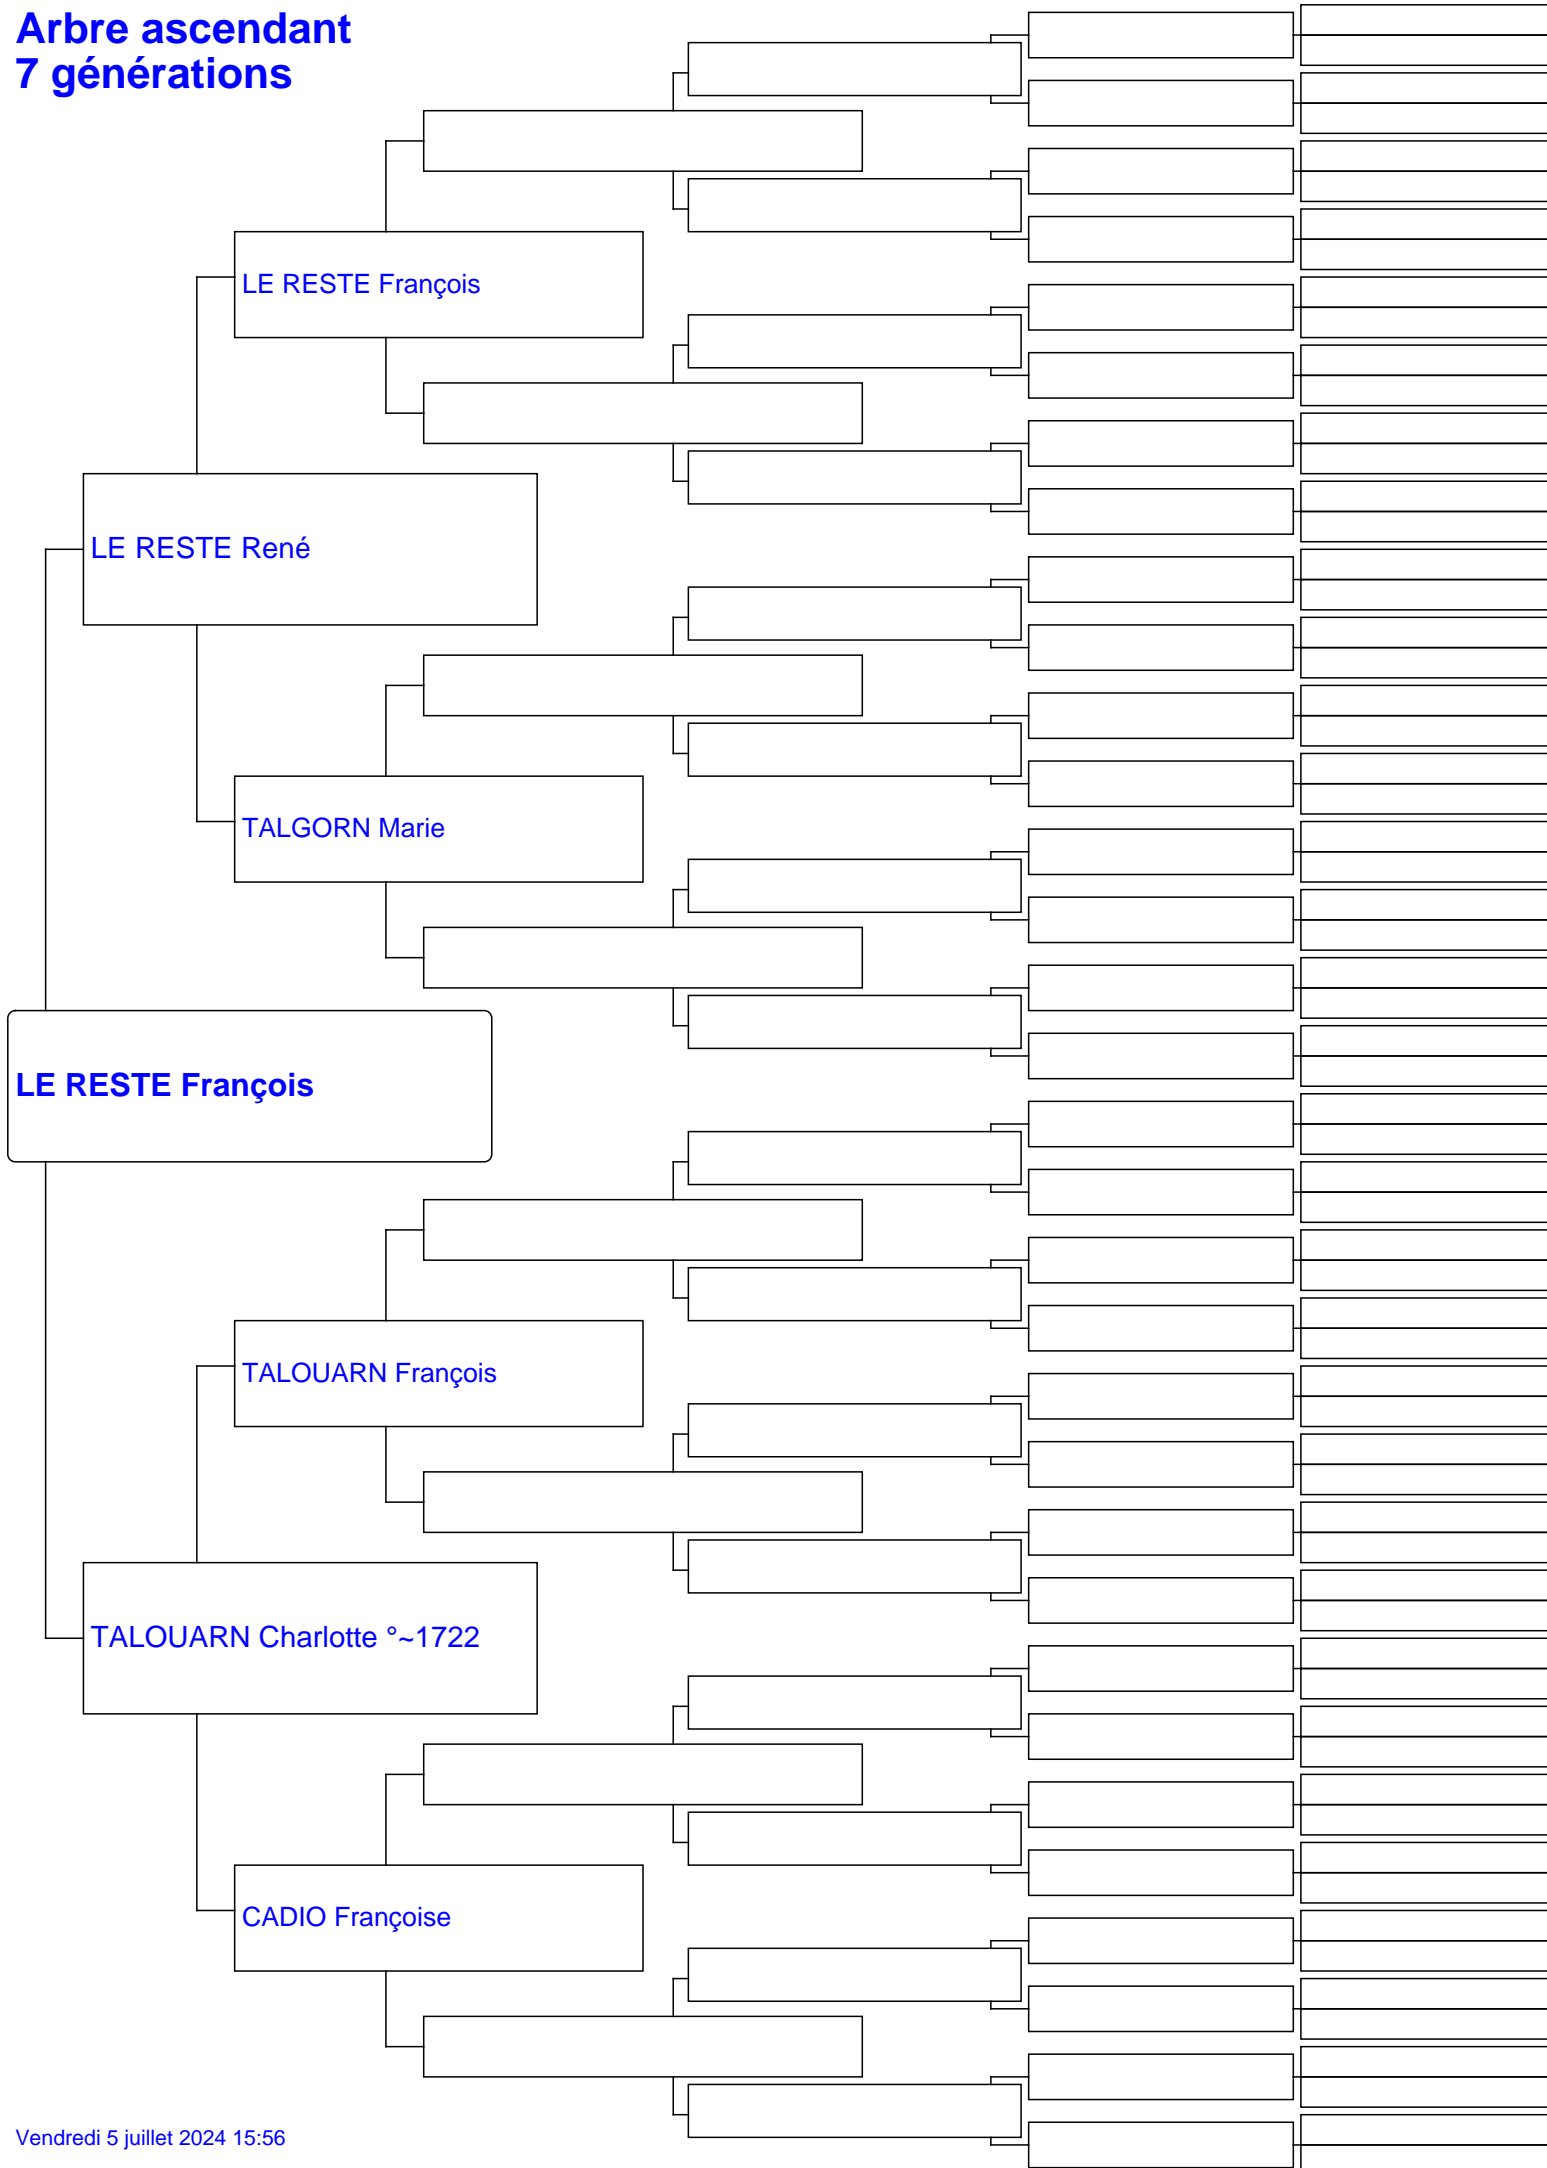 Arbre ascendant
7 générations
LE RESTE François
LE RESTE René
TALGORN Marie
LE RESTE François
TALOUARN François
TALOUARN Charlotte °~1722
CADIO Françoise
Vendredi 5 juillet 2024 15:56